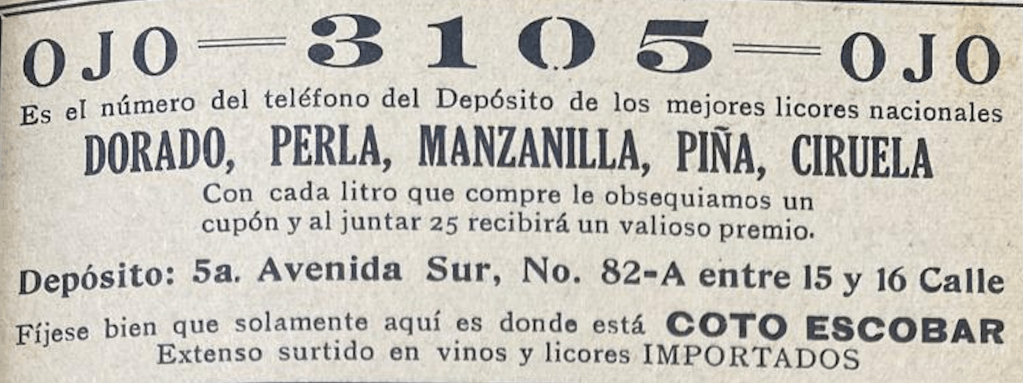 OJO — 3105 — OJO
Es el número del teléfono del Depósito de los mejores licores nacionales
DORADO, PERLA, MANZANILLA, PIÑA, CIRUELA
Con cada litro que compre le obsequiamos un
cupón y al juntar 25 recibirá un valioso premio.
Depósito: 5a. Avenida Sur, No. 82-A entre 15 y 16 Calle
Fíjese bien que solamente aquí es donde está COTO ESCOBAR
Extenso surtido en vinos y licores IMPORTADOS